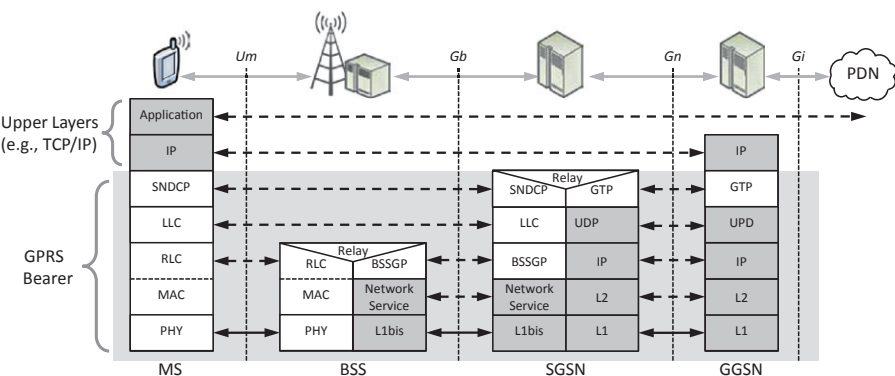 Um
Gb
Gn
Gi
PDN
Upper Layers
(e.g., TCP/IP)
Application
IP
IP
GPRS
Bearer
SNDCP
LLC
RLC
MAC
PHY
Relay
RLC
BSSGP
MAC
Network
Service
PHY
L1bis
Relay
SNDCP
GTP
LLC
UDP
BSSGP
IP
Network
Service
L2
L1bis
L1
GTP
UPD
IP
L2
L1
MS
BSS
SGSN
GGSN